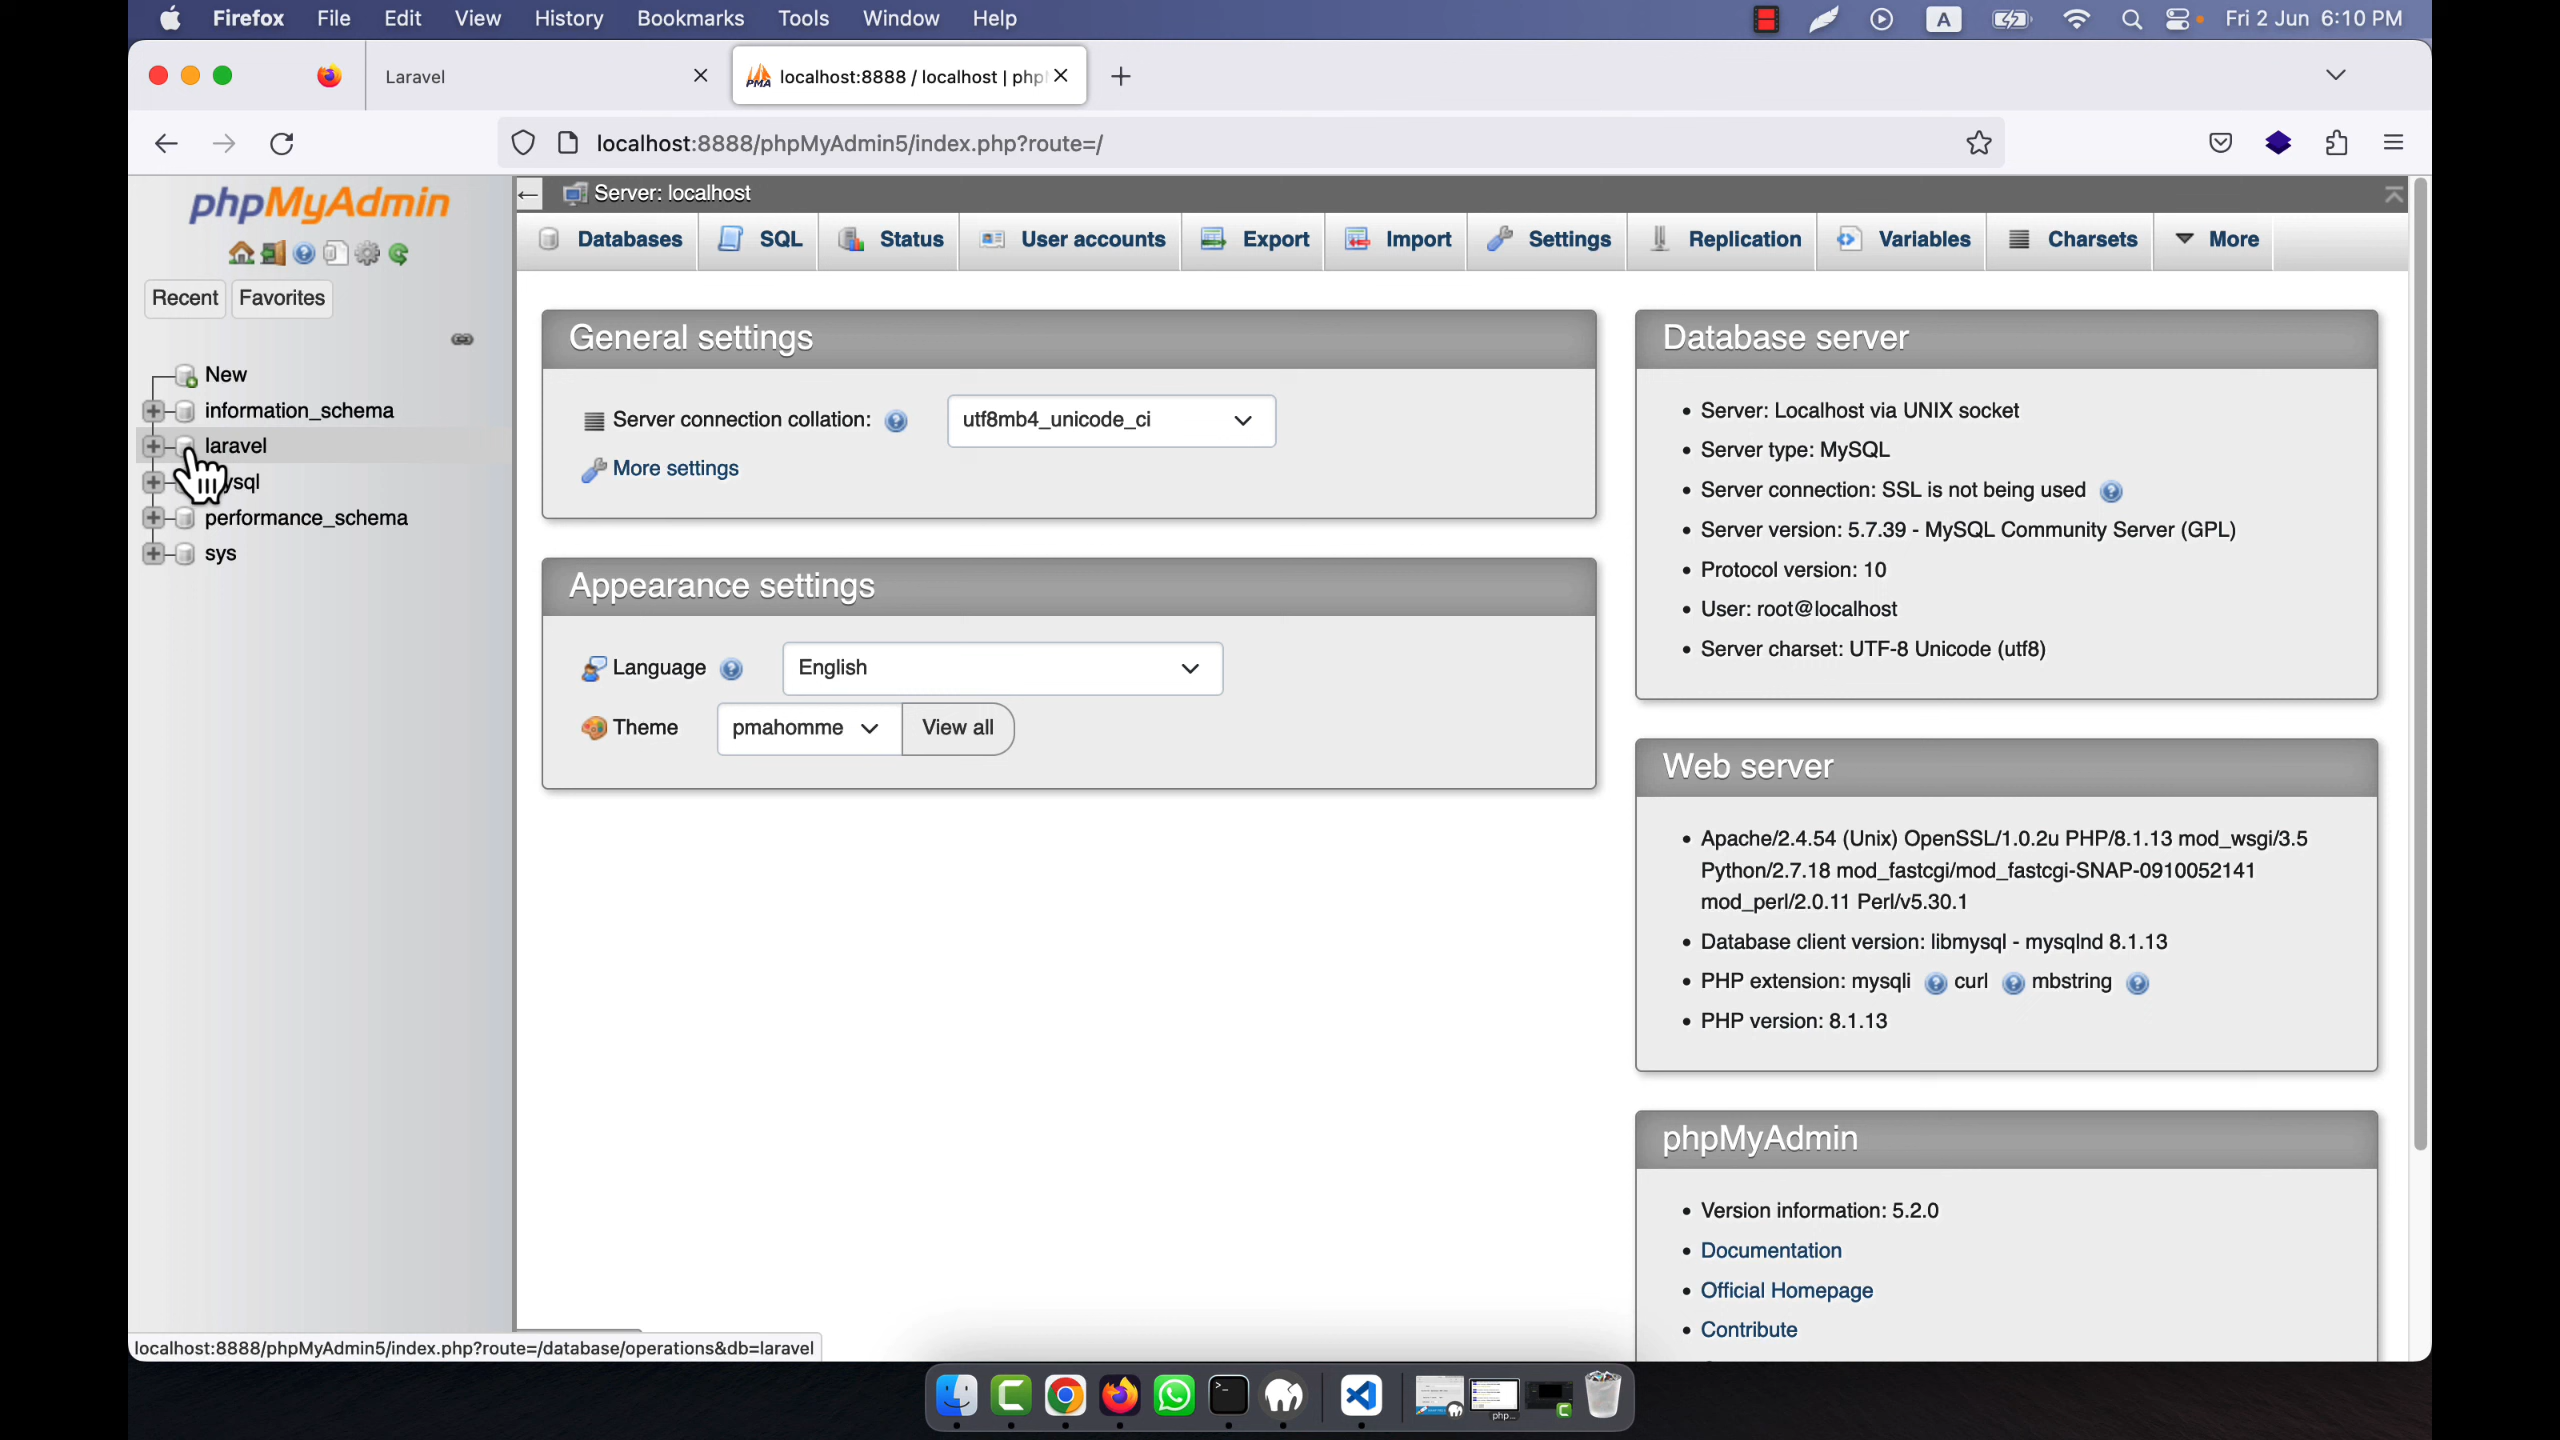 Firefox File Edit View History Bookmarks Tools Window Help A Fri 2 Jun 6:10 PM
Laravel
PMA localhost:8888 / localhost | php
localhost:8888/phpMyAdmin5/index.php?route=/
phpMyAdmin
Recent Favorites
New
information_schema
laravel
ysql
performance_schema
sys
Server: localhost
Databases SQL Status User accounts Export Import Settings Replication Variables Charsets More
General settings
Server connection collation: utf8mb4_unicode_ci
More settings
Appearance settings
Language English
Theme pmahomme View all
Database server
• Server: Localhost via UNIX socket
• Server type: MySQL
• Server connection: SSL is not being used
• Server version: 5.7.39 - MySQL Community Server (GPL)
• Protocol version: 10
• User: root@localhost
• Server charset: UTF-8 Unicode (utf8)
Web server
• Apache/2.4.54 (Unix) OpenSSL/1.0.2u PHP/8.1.13 mod_wsgi/3.5
Python/2.7.18 mod_fastcgi/mod_fastcgi-SNAP-0910052141
mod_perl/2.0.11 Perl/v5.30.1
• Database client version: libmysql - mysqlnd 8.1.13
• PHP extension: mysqli curl mbstring
• PHP version: 8.1.13
phpMyAdmin
• Version information: 5.2.0
• Documentation
• Official Homepage
• Contribute
localhost:8888/phpMyAdmin5/index.php?route=/database/operations&db=laravel
php...